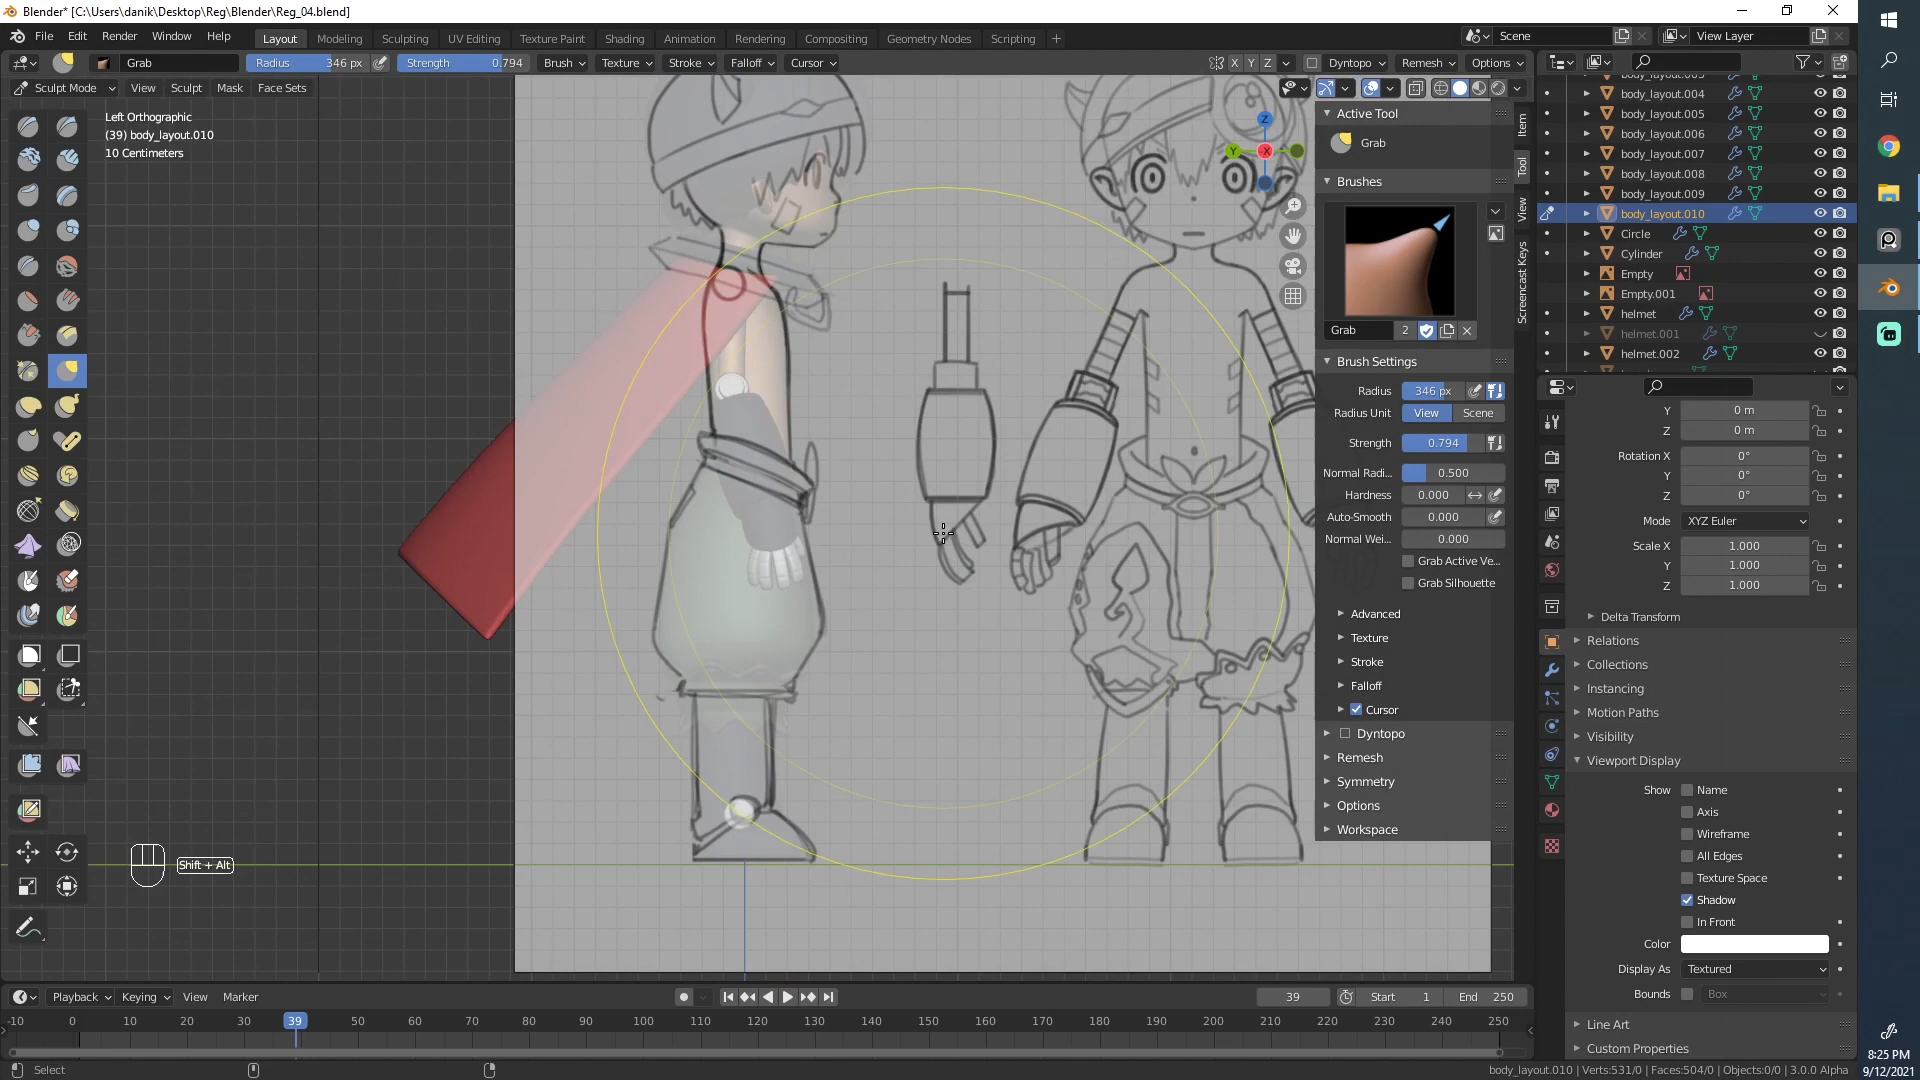 Blender* [C:\Users\danik\Desktop\Reg\Blender\Reg_04.blend]
File Edit Render Window Help Layout Modeling Sculpting UV Editing Texture Paint Shading Animation Rendering Compositing Geometry Nodes Scripting + Scene View Layer
Grab Radius 346 px Strength 0.794 Brush Texture Stroke Falloff Cursor X Y Z Dyntopo Remesh Options
Sculpt Mode View Sculpt Mask Face Sets
Left Orthographic
(39) body_layout.010
10 Centimeters
Z
Y
-X
Active Tool
Grab
Brushes
Grab 2
Brush Settings
Radius 346 px
Radius Unit View Scene
Strength 0.794
Normal Radi... 0.500
Hardness 0.000
Auto-Smooth 0.000
Normal Wei... 0.000
Grab Active Ve...
Grab Silhouette
Advanced
Texture
Stroke
Falloff
Cursor
Dyntopo
Remesh
Symmetry
Options
Workspace
Item
Tool
View
Screencast Keys
body_layout.003
body_layout.004
body_layout.005
body_layout.006
body_layout.007
body_layout.008
body_layout.009
body_layout.010
Circle
Cylinder
Empty
Empty.001
helmet
helmet.001
helmet.002
Y 0 m
Z 0 m
Rotation X 0°
Y 0°
Z 0°
Mode XYZ Euler
Scale X 1.000
Y 1.000
Z 1.000
Delta Transform
Relations
Collections
Instancing
Motion Paths
Visibility
Viewport Display
Show Name
Axis
Wireframe
All Edges
Texture Space
Shadow
In Front
Color
Display As Textured
Bounds Box
Line Art
Custom Properties
Shift + Alt
Playback Keying View Marker 39 Start 1 End 250
-10 0 10 20 30 39 50 60 70 80 90 100 110 120 130 140 150 160 170 180 190 200 210 220 230 240 250
Select
body_layout.010 | Verts:531/0 | Faces:504/0 | Objects:0/0 | 3.0.0 Alpha
8:25 PM
9/12/2021